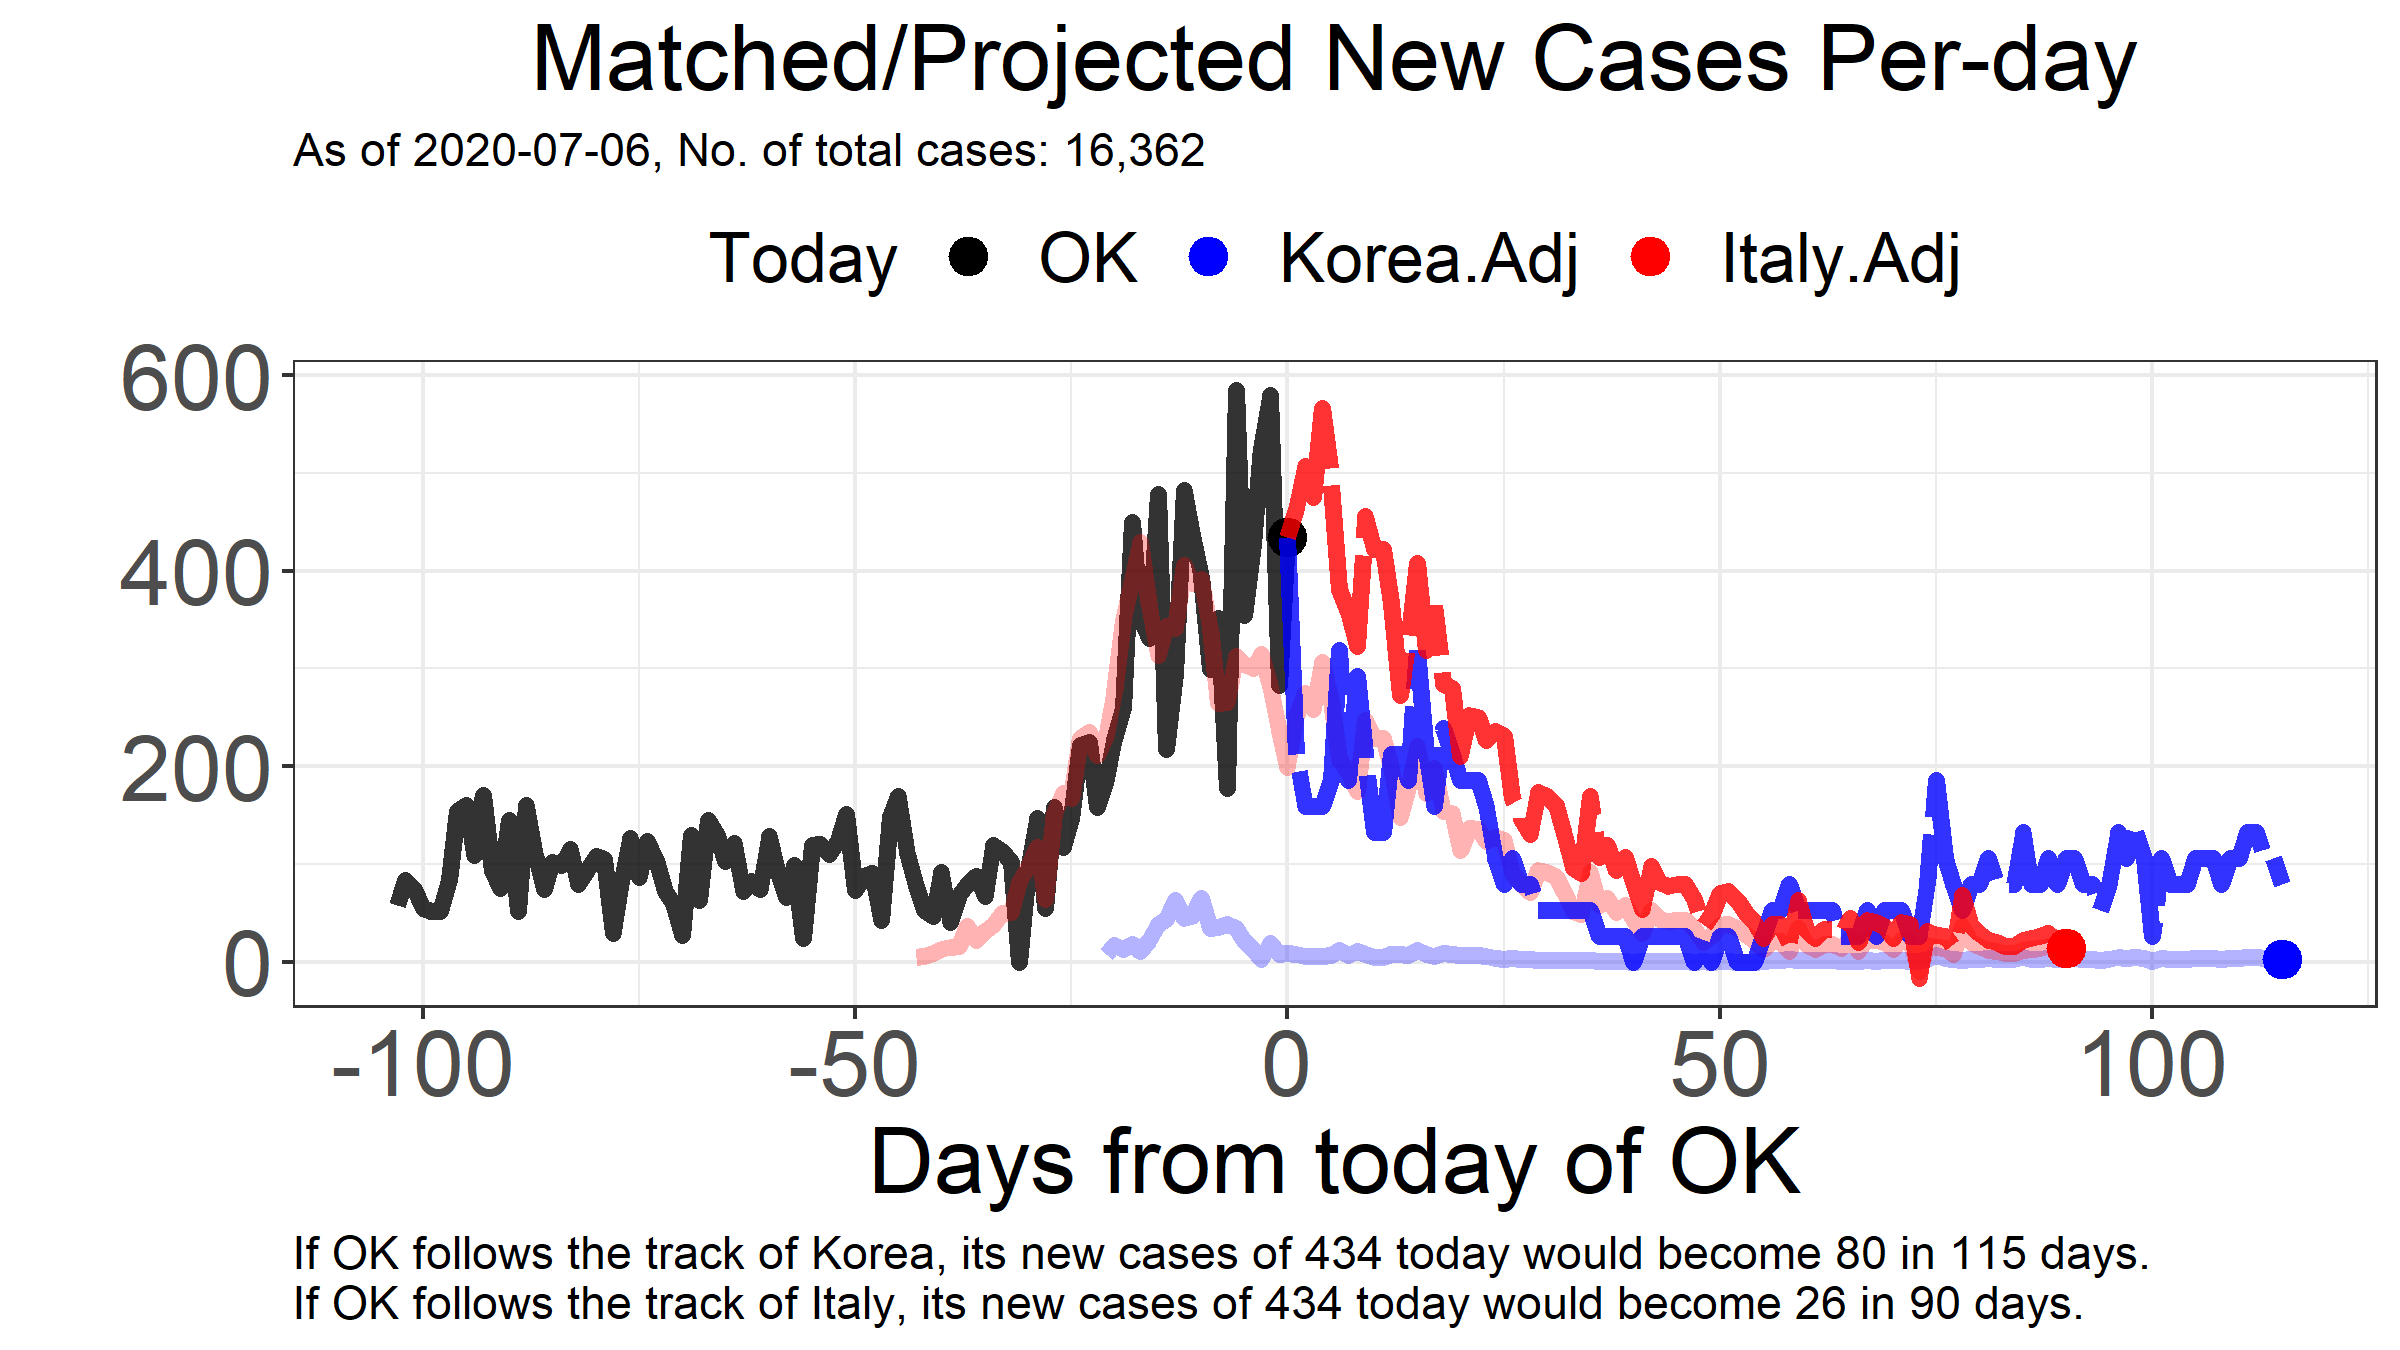 Matched/Projected New Cases Per-day
As of 2020-07-06, No. of total cases: 16,362
Today OK Korea.Adj Italy.Adj
600
400
200
0
-100 -50 0 50 100
Days from today of OK
If OK follows the track of Korea, its new cases of 434 today would become 80 in 115 days.
If OK follows the track of Italy, its new cases of 434 today would become 26 in 90 days.